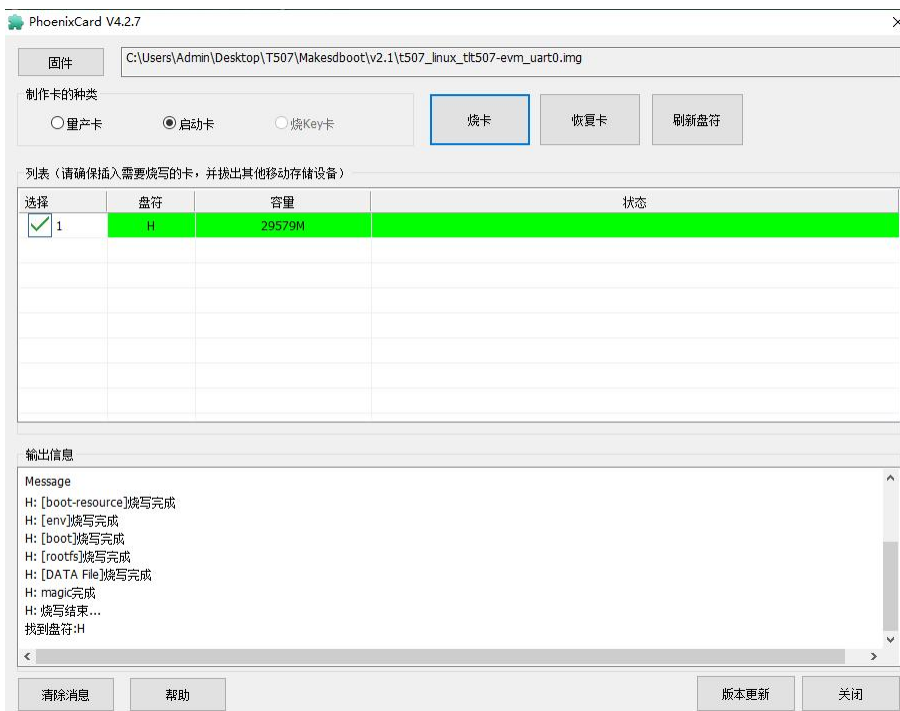 PhoenixCard V4.2.7
固件
C:\Users\Admin\Desktop\T507\Makesdboot\v2.1\t507_linux_tlt507-evm_uart0.img
制作卡的种类
量产卡 启动卡 烧Key卡
烧卡 恢复卡 刷新盘符
列表（请确保插入需要烧写的卡，并拔出其他移动存储设备）
选择 盘符 容量 状态
1 H 29579M
输出信息
Message
H: [boot-resource]烧写完成
H: [env]烧写完成
H: [boot]烧写完成
H: [rootfs]烧写完成
H: [DATA File]烧写完成
H: magic完成
H: 烧写结束...
找到盘符:H
清除消息 帮助 版本更新 关闭